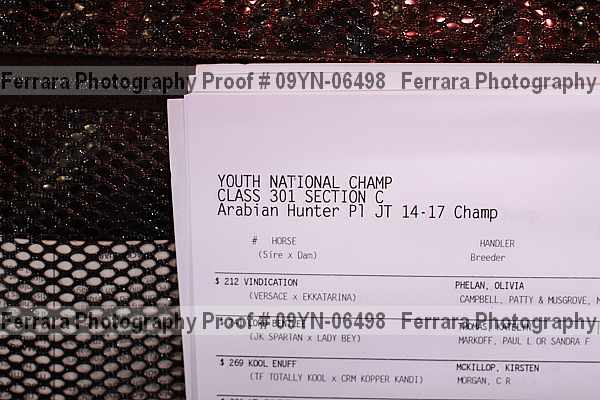 Ferrara Photography Proof # 09YN-06498 Ferrara Photography
YOUTH NATIONAL CHAMP
CLASS 301 SECTION C
Arabian Hunter Pl JT 14-17 Champ
# HORSE HANDLER
(Sire x Dam) Breeder
$ 212 VINDICATION PHELAN, OLIVIA
(VERSACE x EKKATARINA) CAMPBELL, PATTY & MUSGROVE, M
Ferrara Photography Proof # 09YN-06498 Ferrara Photography
THOMAS,
(JK SPARTAN x LADY BEY) MARKOFF, PAUL L OR SANDRA F
$ 269 KOOL ENUFF MCKILLOP, KIRSTEN
(TF TOTALLY KOOL x CRM KOPPER KANDI) MORGAN, C R